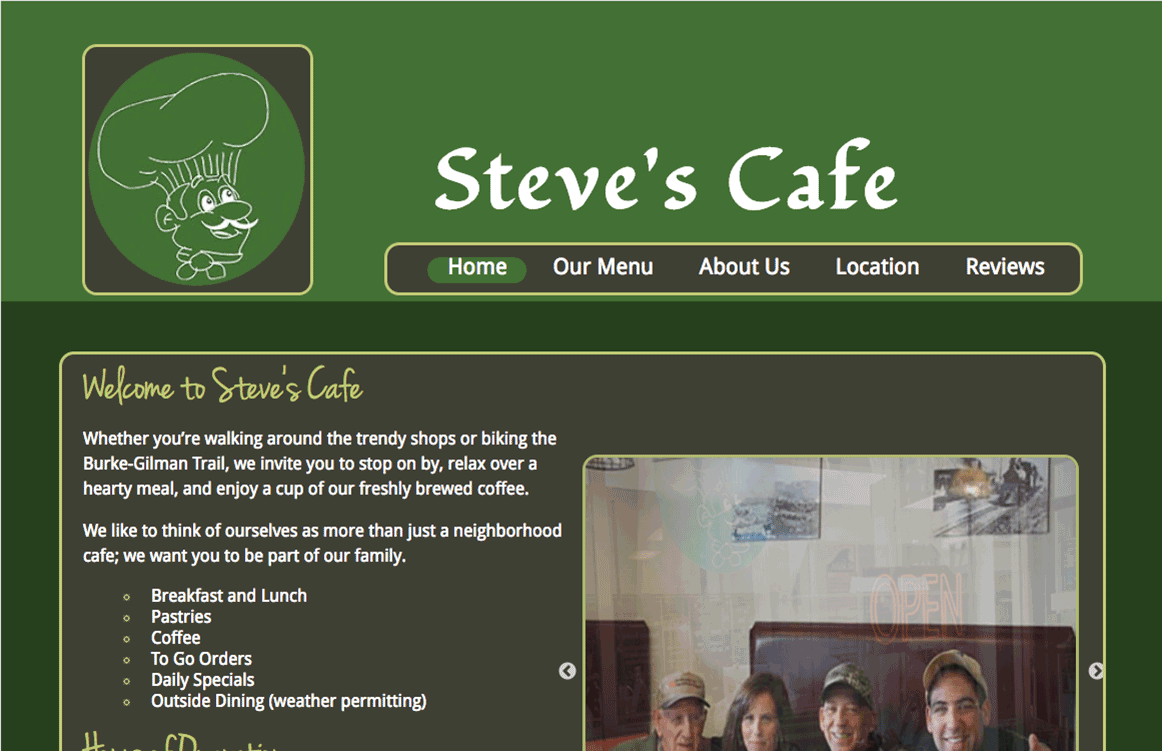 Steve's Cafe
Home Our Menu About Us Location Reviews
Welcome to Steve's Cafe
Whether you’re walking around the trendy shops or biking the
Burke-Gilman Trail, we invite you to stop on by, relax over a
hearty meal, and enjoy a cup of our freshly brewed coffee.
We like to think of ourselves as more than just a neighborhood
cafe; we want you to be part of our family.
Breakfast and Lunch
Pastries
Coffee
To Go Orders
Daily Specials
Outside Dining (weather permitting)
OPEN